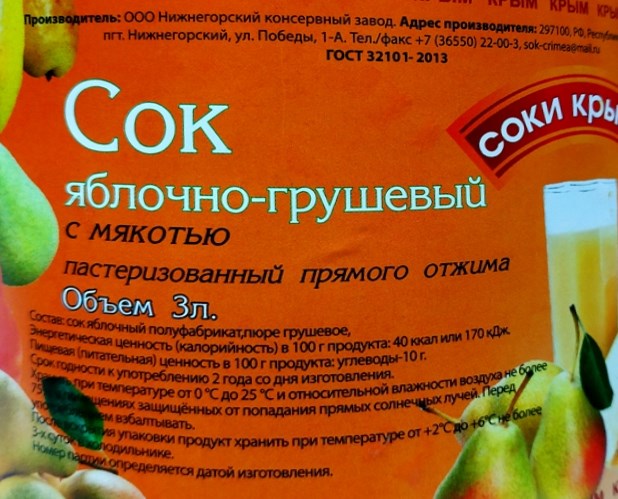 КРЫМ КРЫМ КРЫМ
Производитель: ООО Нижнегорский консервный завод. Адрес производителя: 297100, РФ,
пгт. Нижнегорский, ул. Победы, 1-А. Тел./факс +7 (36550) 22-00-3, sok-crimea@mail.ru
ГОСТ 32101- 2013
СОКИ КРЫ
Сок
яблочно-грушевый
с мякотью
пастеризованный прямого отжима
Объем 3л.
Состав: сок яблочный полуфабрикат,пюре грушевое,
Энергетическая ценность (калорийность) в 100 г продукта: 40 ккал или 170 кДж.
Пищевая (питательная) ценность в 100 г продукта: углеводы-10 г.
Срок годности к употреблению 2 года со дня изготовления.
при температуре от 0 °С до 25 °С и относительной влажности воздуха не более
защищённых от попадания прямых солнечных лучей. Перед
взбалтывать.
упаковки продукт хранить при температуре от +2°С до +6°С не более
3-х суток в холодильнике.
Номер партии определяется датой изготовления.